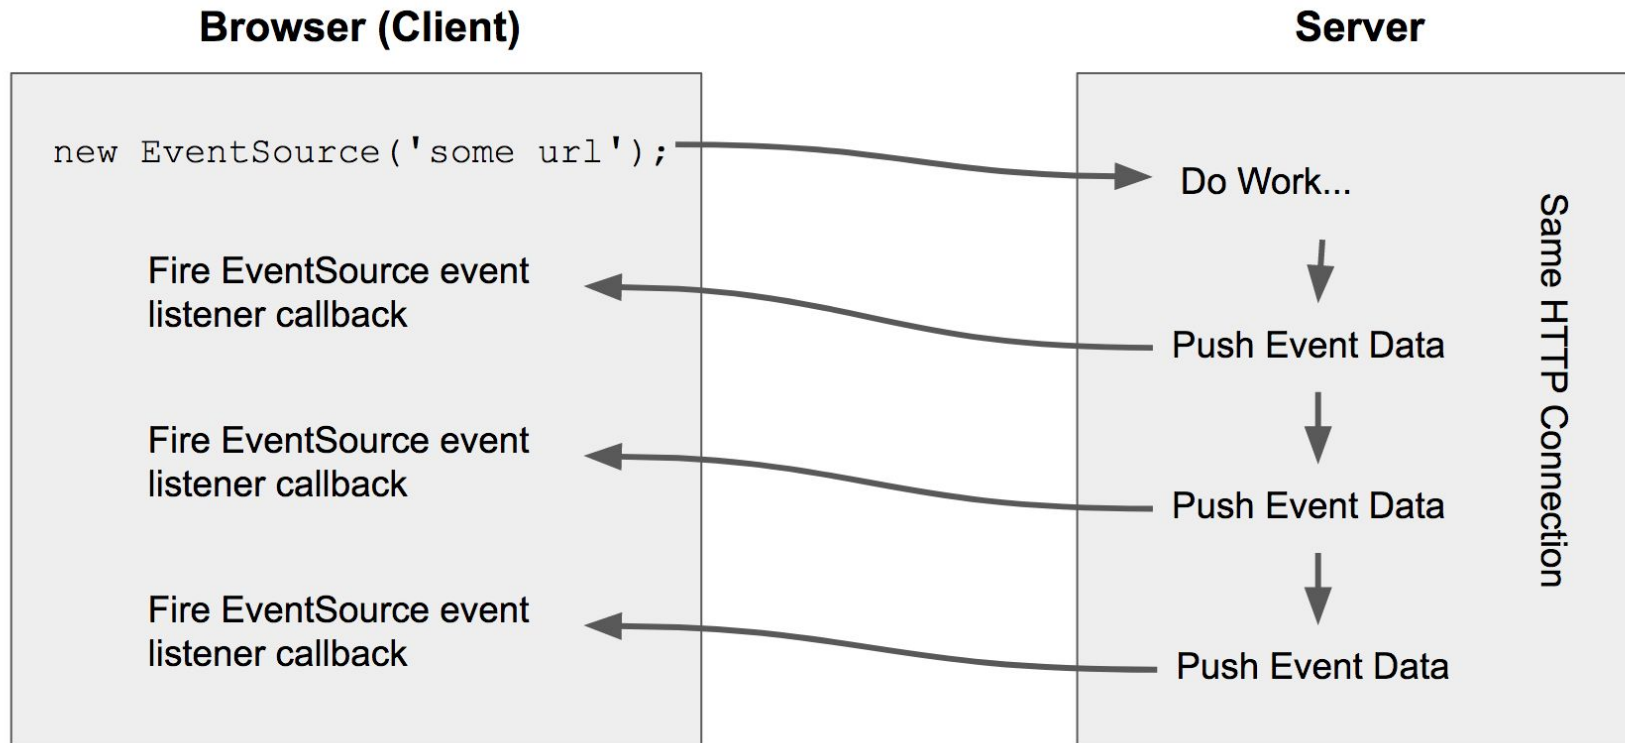 Browser (Client)
Server
new EventSource('some url');
Do Work...
Fire EventSource event
listener callback
Push Event Data
Fire EventSource event
listener callback
Push Event Data
Fire EventSource event
listener callback
Push Event Data
Same HTTP Connection